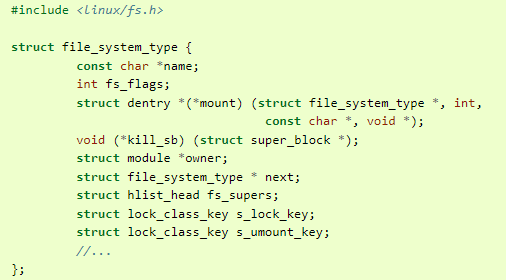 #include <linux/fs.h>

struct file_system_type {
        const char *name;
        int fs_flags;
        struct dentry *(*mount) (struct file_system_type *, int,
                                 const char *, void *);
        void (*kill_sb) (struct super_block *);
        struct module *owner;
        struct file_system_type * next;
        struct hlist_head fs_supers;
        struct lock_class_key s_lock_key;
        struct lock_class_key s_umount_key;
        //...
};